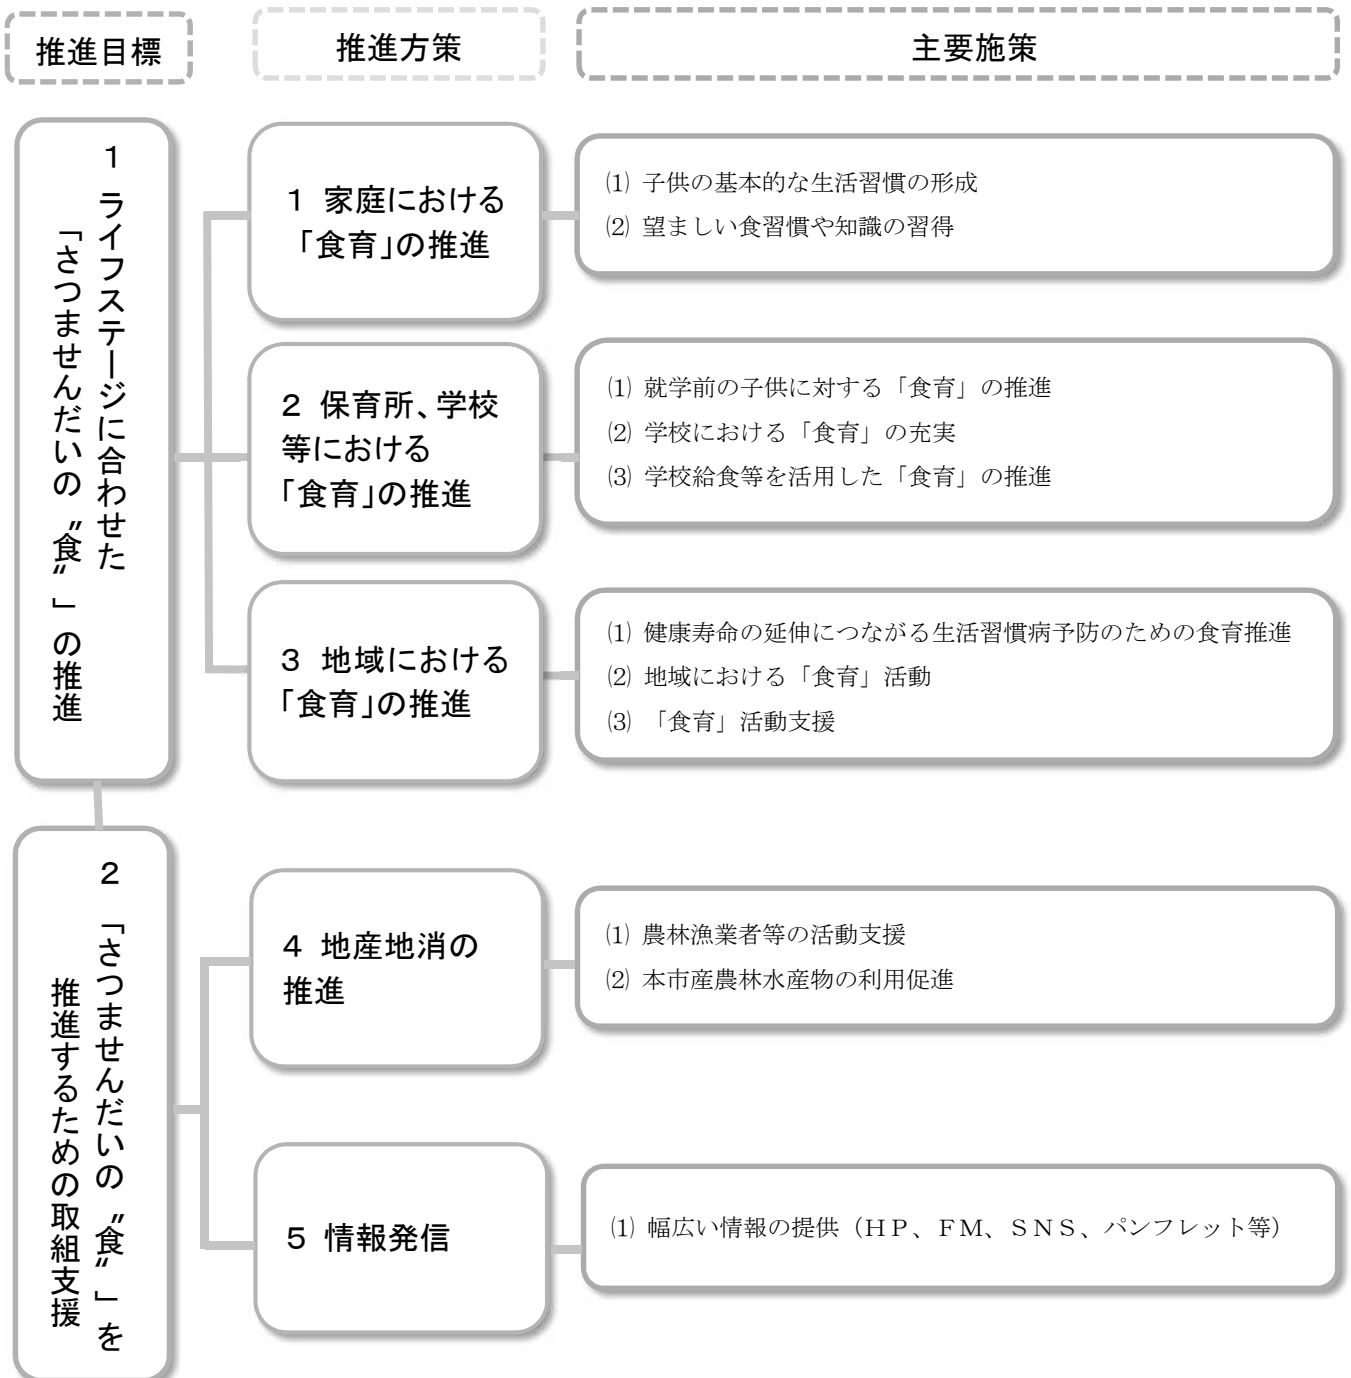 推進目標
推進方策
主要施策
1 ライフステージに合わせた
「さつませんだいの〝食〟」の推進
1 家庭における
「食育」の推進
⑴ 子供の基本的な生活習慣の形成
⑵ 望ましい食習慣や知識の習得
2 保育所、学校
等における
「食育」の推進
⑴ 就学前の子供に対する「食育」の推進
⑵ 学校における「食育」の充実
⑶ 学校給食等を活用した「食育」の推進
3 地域における
「食育」の推進
⑴ 健康寿命の延伸につながる生活習慣病予防のための食育推進
⑵ 地域における「食育」活動
⑶ 「食育」活動支援
2 「さつませんだいの〝食〟」を
推進するための取組支援
4 地産地消の
推進
⑴ 農林漁業者等の活動支援
⑵ 本市産農林水産物の利用促進
5 情報発信
⑴ 幅広い情報の提供（ＨＰ、ＦＭ、ＳＮＳ、パンフレット等）